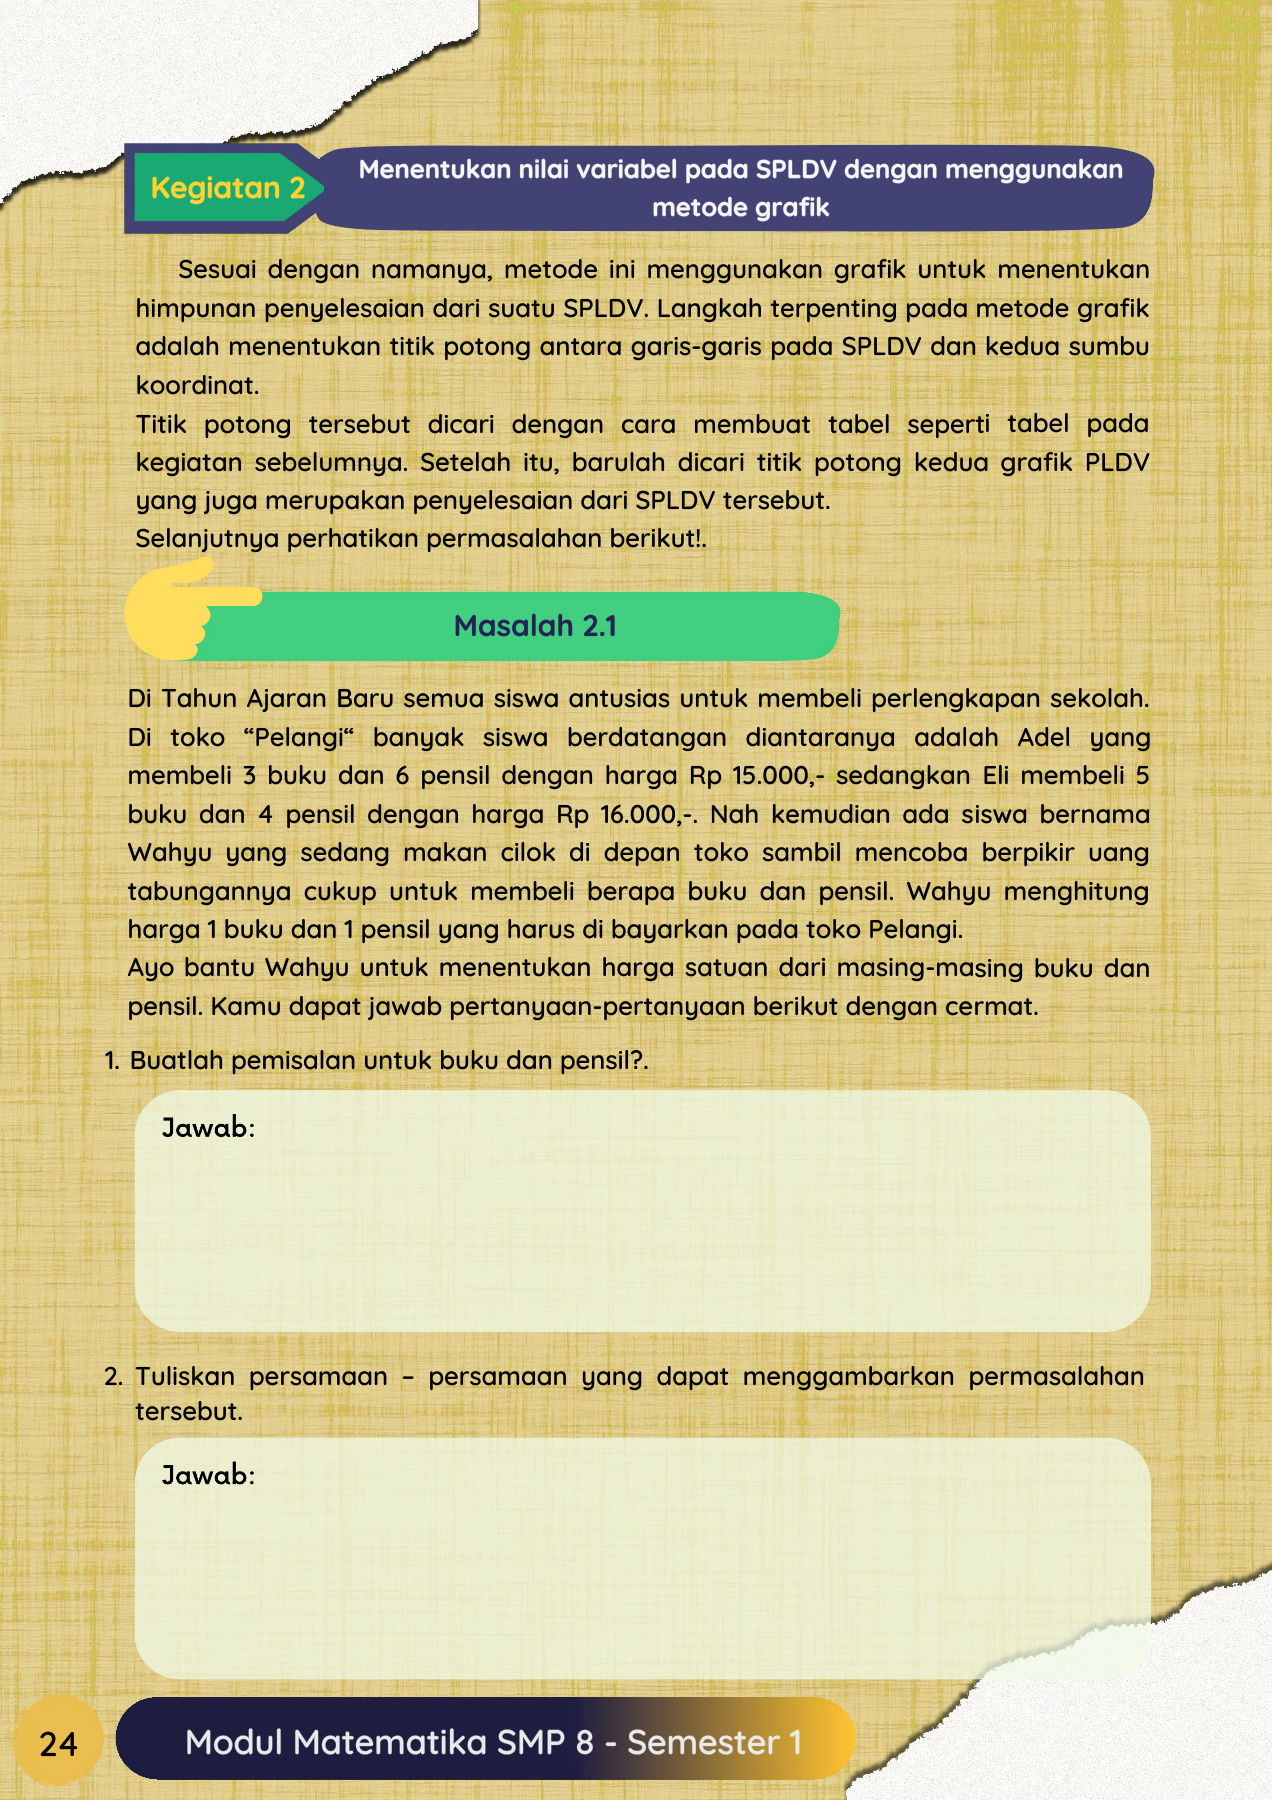 Kegiatan 2
Menentukan nilai variabel pada SPLDV dengan menggunakan
metode grafik
Sesuai dengan namanya, metode ini menggunakan grafik untuk menentukan
himpunan penyelesaian dari suatu SPLDV. Langkah terpenting pada metode grafik
adalah menentukan titik potong antara garis-garis pada SPLDV dan kedua sumbu
koordinat.
Titik potong tersebut dicari dengan cara membuat tabel seperti tabel pada
kegiatan sebelumnya. Setelah itu, barulah dicari titik potong kedua grafik PLDV
yang juga merupakan penyelesaian dari SPLDV tersebut.
Selanjutnya perhatikan permasalahan berikut!.
Masalah 2.1
Di Tahun Ajaran Baru semua siswa antusias untuk membeli perlengkapan sekolah.
Di toko “Pelangi“ banyak siswa berdatangan diantaranya adalah Adel yang
membeli 3 buku dan 6 pensil dengan harga Rp 15.000,- sedangkan Eli membeli 5
buku dan 4 pensil dengan harga Rp 16.000,-. Nah kemudian ada siswa bernama
Wahyu yang sedang makan cilok di depan toko sambil mencoba berpikir uang
tabungannya cukup untuk membeli berapa buku dan pensil. Wahyu menghitung
harga 1 buku dan 1 pensil yang harus di bayarkan pada toko Pelangi.
Ayo bantu Wahyu untuk menentukan harga satuan dari masing-masing buku dan
pensil. Kamu dapat jawab pertanyaan-pertanyaan berikut dengan cermat.
1. Buatlah pemisalan untuk buku dan pensil?.
Jawab:
2. Tuliskan persamaan – persamaan yang dapat menggambarkan permasalahan
tersebut.
Jawab:
24
Modul Matematika SMP 8 - Semester 1